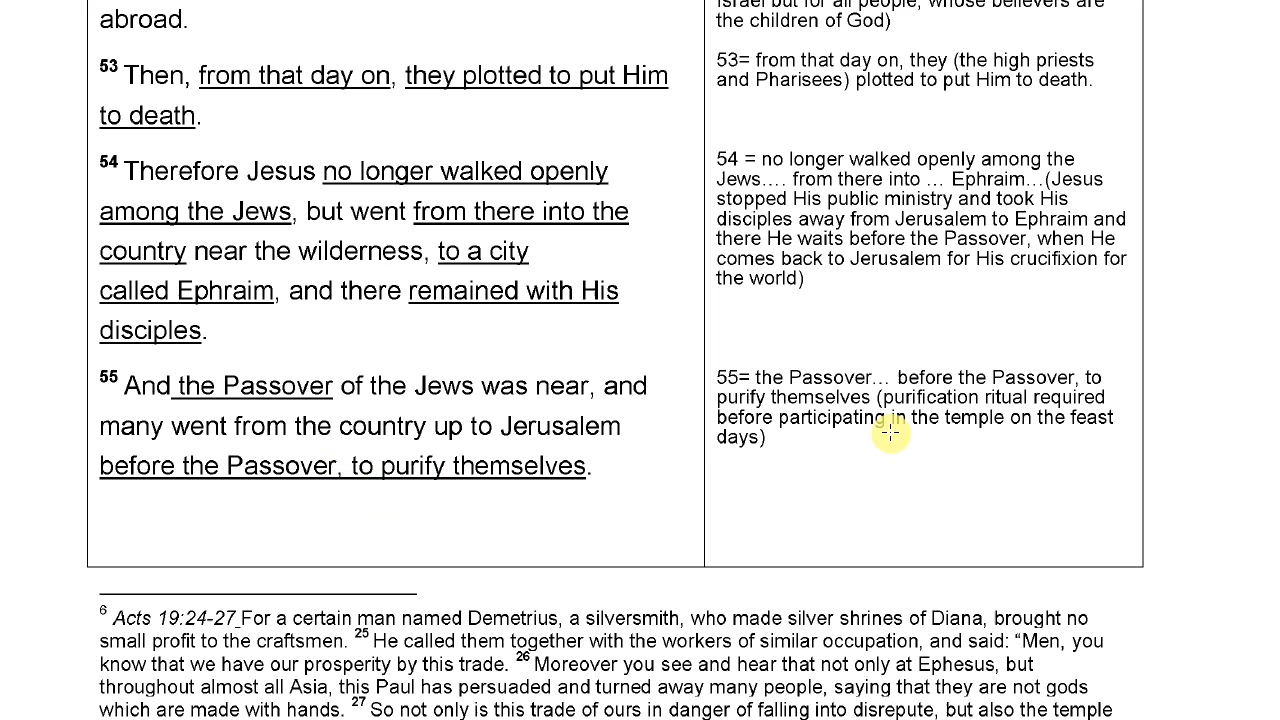 abroad.
53 Then, from that day on, they plotted to put Him
to death.
54 Therefore Jesus no longer walked openly
among the Jews, but went from there into the
country near the wilderness, to a city
called Ephraim, and there remained with His
disciples.
55 And the Passover of the Jews was near, and
many went from the country up to Jerusalem
before the Passover, to purify themselves.
Israel but for all people, whose believers are
the children of God)
53= from that day on, they (the high priests
and Pharisees) plotted to put Him to death.
54 = no longer walked openly among the
Jews…. from there into … Ephraim…(Jesus
stopped His public ministry and took His
disciples away from Jerusalem to Ephraim and
there He waits before the Passover, when He
comes back to Jerusalem for His crucifixion for
the world)
55= the Passover… before the Passover, to
purify themselves (purification ritual required
before participating in the temple on the feast
days)
6 Acts 19:24-27 For a certain man named Demetrius, a silversmith, who made silver shrines of Diana, brought no
small profit to the craftsmen. 25 He called them together with the workers of similar occupation, and said: “Men, you
know that we have our prosperity by this trade. 26 Moreover you see and hear that not only at Ephesus, but
throughout almost all Asia, this Paul has persuaded and turned away many people, saying that they are not gods
which are made with hands. 27 So not only is this trade of ours in danger of falling into disrepute, but also the temple